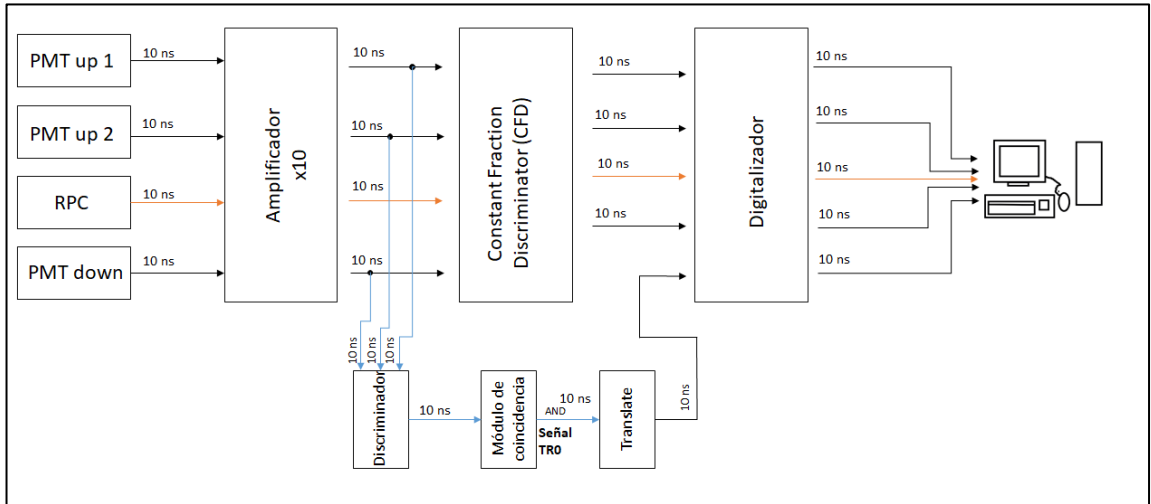 PMT up 1
10 ns
PMT up 2
10 ns
RPC
10 ns
PMT down
10 ns
Amplificador
x10
10 ns
10 ns
10 ns
10 ns
Constant Fraction
Discriminator (CFD)
10 ns
10 ns
10 ns
10 ns
Digitalizador
10 ns
10 ns
10 ns
10 ns
10 ns
10 ns
10 ns
10 ns
Discriminador
10 ns
Módulo de
coincidencia
10 ns
AND
Señal
TR0
Translate
10 ns